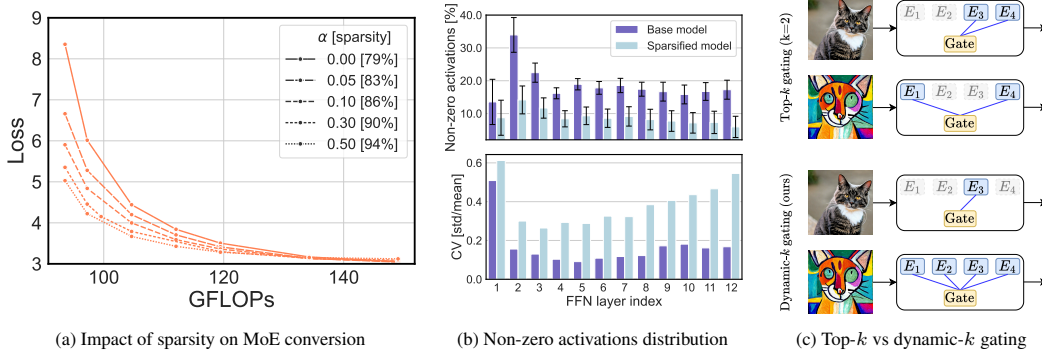 9
8
7
6
5
4
3
Loss
100
120
140
GFLOPs
α [sparsity]
0.00 [79%]
0.05 [83%]
0.10 [86%]
0.30 [90%]
0.50 [94%]
(a) Impact of sparsity on MoE conversion
Non-zero activations [%]
40.0
30.0
20.0
10.0
Base model
Sparsified model
CV [std/mean]
0.6
0.4
0.2
0.0
1 2 3 4 5 6 7 8 9 10 11 12
FFN layer index
(b) Non-zero activations distribution
Top-k gating (k=2)
E1 E2 E3 E4
Gate
E1 E2 E3 E4
Gate
Dynamic-k gating (ours)
E1 E2 E3 E4
Gate
E1 E2 E3 E4
Gate
(c) Top-k vs dynamic-k gating